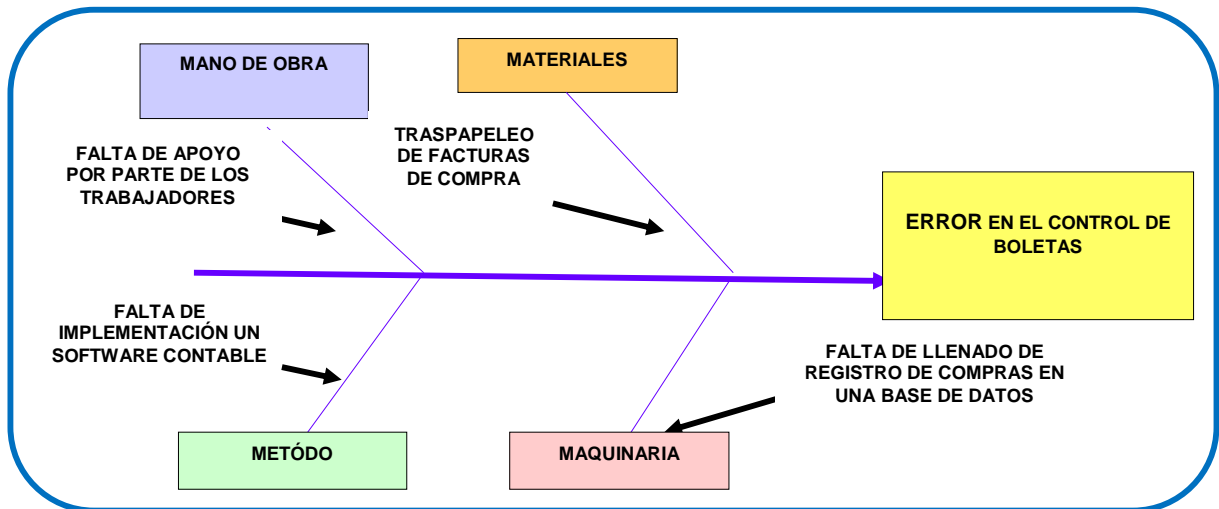 MANO DE OBRA
MATERIALES
FALTA DE APOYO
POR PARTE DE LOS
TRABAJADORES
TRASPAPELEO
DE FACTURAS
DE COMPRA
ERROR EN EL CONTROL DE
BOLETAS
FALTA DE
IMPLEMENTACIÓN UN
SOFTWARE CONTABLE
FALTA DE LLENADO DE
REGISTRO DE COMPRAS EN
UNA BASE DE DATOS
METÓDO
MAQUINARIA